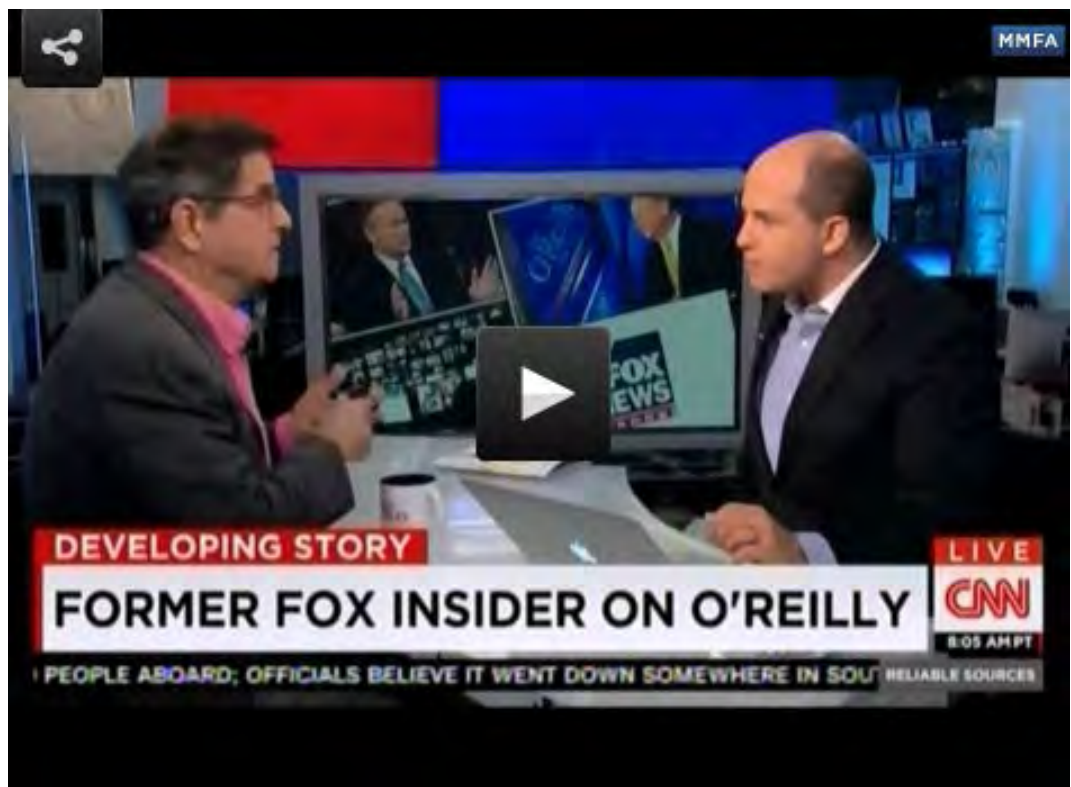 MMFA
FOX
NEWS
DEVELOPING STORY
LIVE
FORMER FOX INSIDER ON O'REILLY
CNN
8:05 AM PT
PEOPLE ABOARD; OFFICIALS BELIEVE IT WENT DOWN SOMEWHERE IN SOU
RELIABLE SOURCES